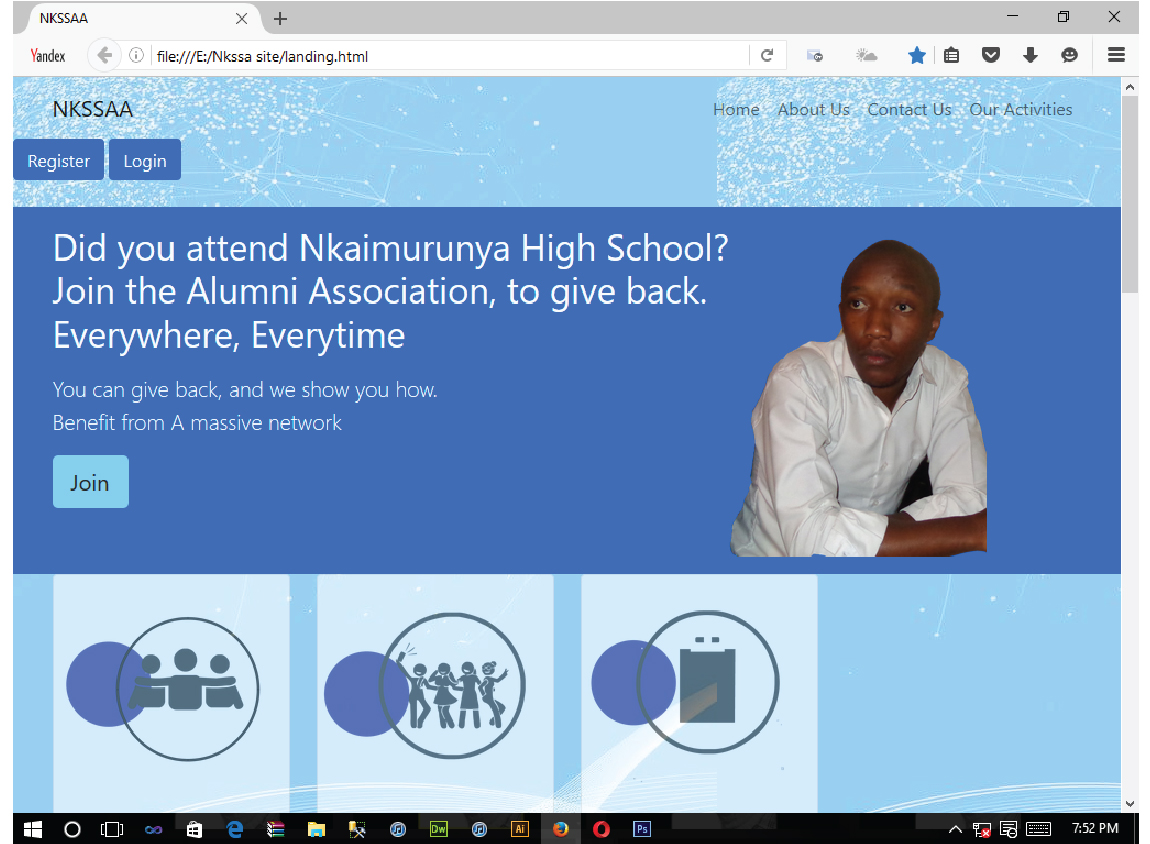 NKSSAA
Yandex
file:///E:/Nkssa site/landing.html
NKSSAA
Home About Us Contact Us Our Activities
Register Login
Did you attend Nkaimurunya High School?
Join the Alumni Association, to give back.
Everywhere, Everytime
You can give back, and we show you how.
Benefit from A massive network
Join
Dw Ai Ps 7:52 PM